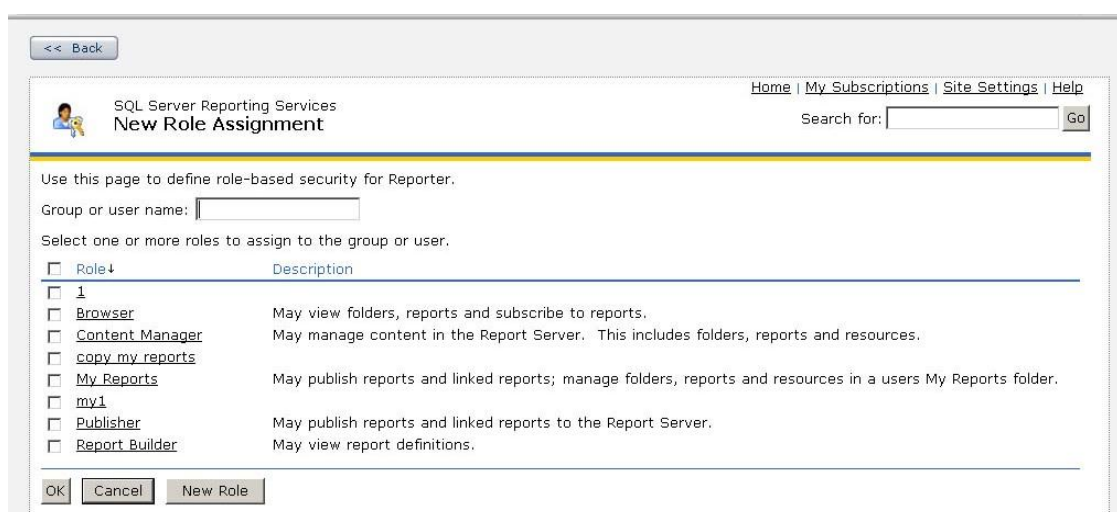 << Back
Home | My Subscriptions | Site Settings | Help
SQL Server Reporting Services
New Role Assignment
Search for: Go
Use this page to define role-based security for Reporter.
Group or user name:
Select one or more roles to assign to the group or user.
Role↓ Description
1
Browser May view folders, reports and subscribe to reports.
Content Manager May manage content in the Report Server. This includes folders, reports and resources.
copy my reports
My Reports May publish reports and linked reports; manage folders, reports and resources in a users My Reports folder.
my1
Publisher May publish reports and linked reports to the Report Server.
Report Builder May view report definitions.
OK Cancel New Role